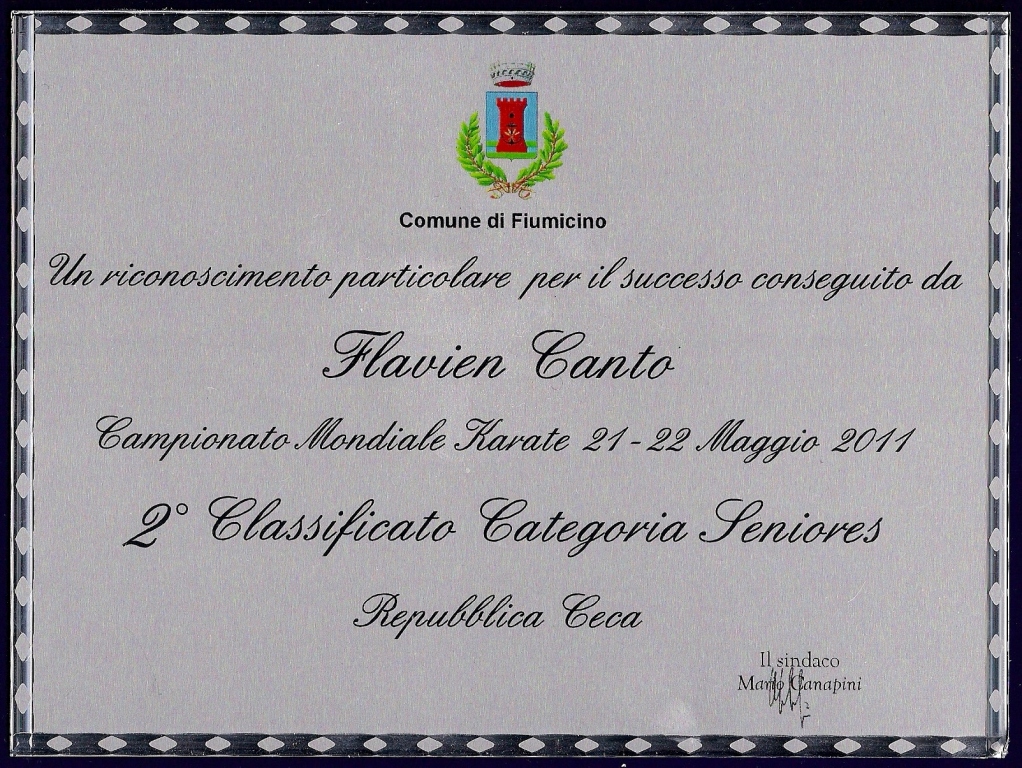 Comune di Fiumicino
Un riconoscimento particolare per il successo conseguito da
Flavien Canto
Campionato Mondiale Karate 21 - 22 Maggio 2011
2° Classificato Categoria Seniores
Repubblica Ceca
Il sindaco
Mario Canapini